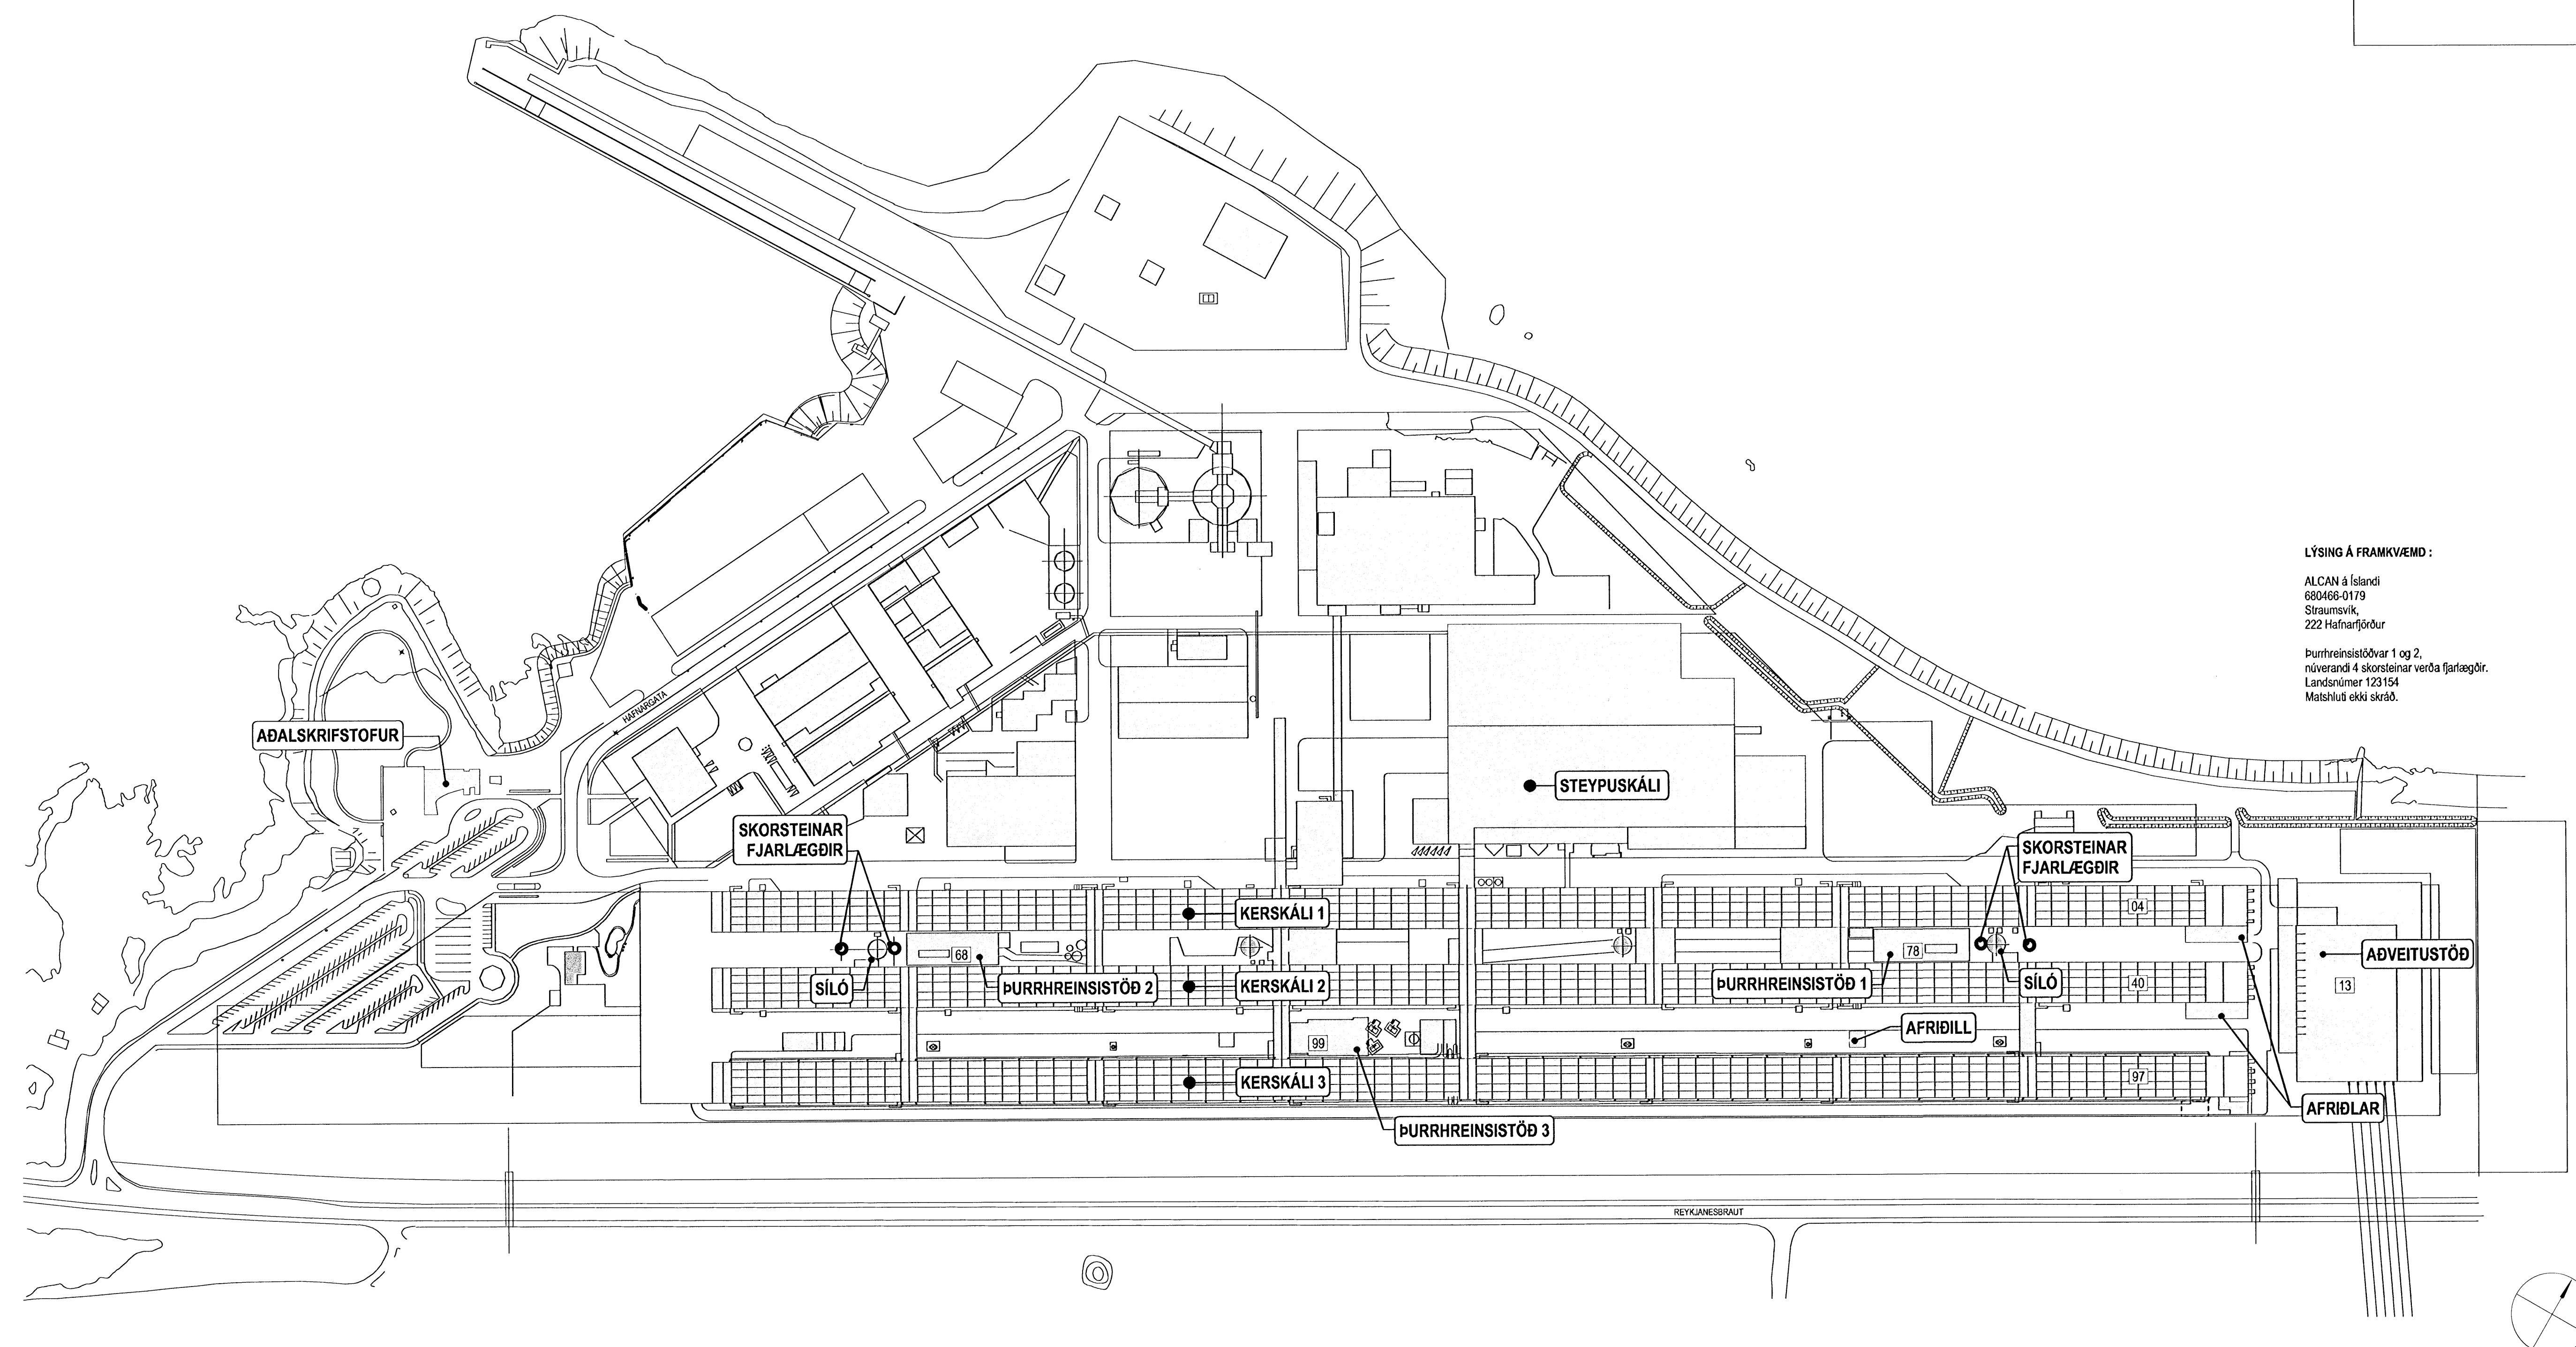 LÝSING Á FRAMKVÆMD :
ALCAN á Íslandi
680466-0179
Straumsvík,
222 Hafnarfjörður
Þurrhreinsistöðvar 1 og 2,
núverandi 4 skorsteinar verða fjarlægðir.
Landsnúmer 123154
Matshluti ekki skráð.
HAFNARGATA
AÐALSKRIFSTOFUR
STEYPUSKÁLI
SKORSTEINAR
FJARLÆGÐIR
SKORSTEINAR
FJARLÆGÐIR
KERSKÁLI 1
04
68
78
AÐVEITUSTÖÐ
SÍLÓ
ÞURRHREINSISTÖÐ 2
KERSKÁLI 2
ÞURRHREINSISTÖÐ 1
SÍLÓ
40
13
AFRIÐILL
99
KERSKÁLI 3
97
AFRIÐLAR
ÞURRHREINSISTÖÐ 3
REYKJANESBRAUT